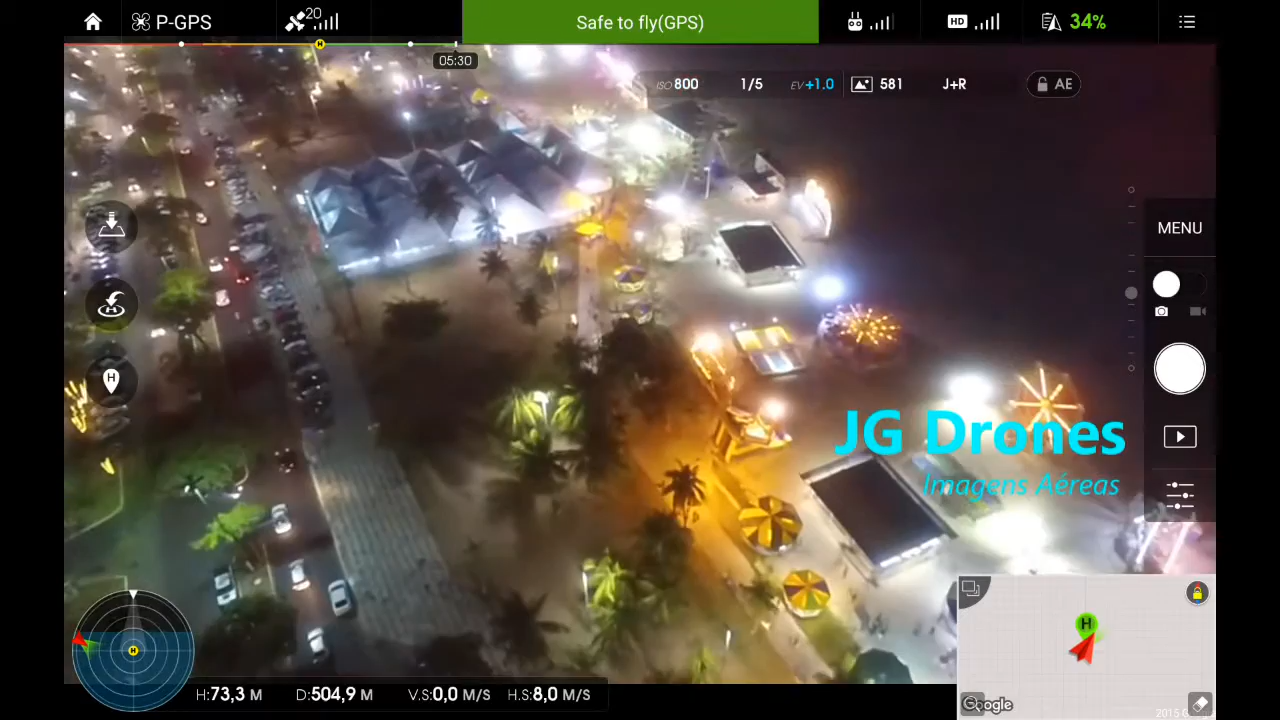 P-GPS
20
Safe to fly(GPS)
HD
34%
H
05:30
ISO 800
1/5
EV +1.0
581
J+R
AE
MENU
H
H
JG Drones
Imagens Aéreas
H
H
H:73,3 M
D:504,9 M
V.S:0,0 M/S
H.S:8,0 M/S
Google
2015 G